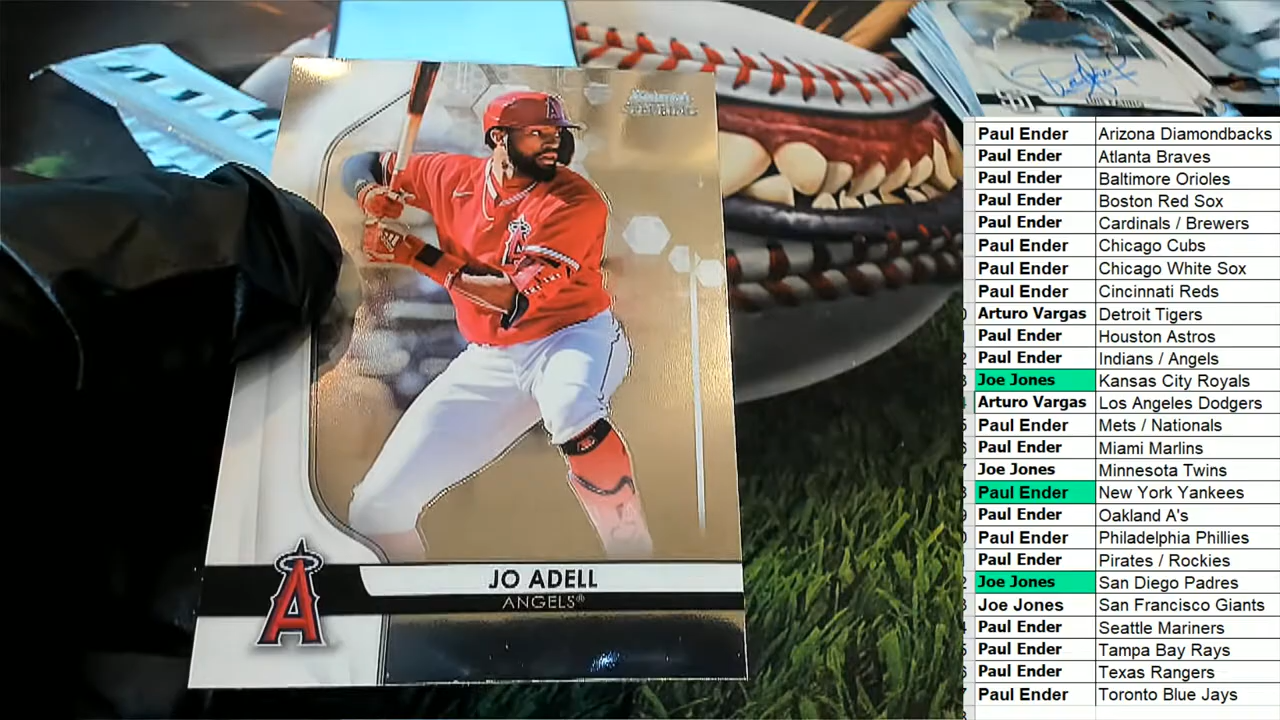 JO ADELL
ANGELS®
A
Paul Ender Arizona Diamondbacks
Paul Ender Atlanta Braves
Paul Ender Baltimore Orioles
Paul Ender Boston Red Sox
Paul Ender Cardinals / Brewers
Paul Ender Chicago Cubs
Paul Ender Chicago White Sox
Paul Ender Cincinnati Reds
Arturo Vargas Detroit Tigers
Paul Ender Houston Astros
Paul Ender Indians / Angels
Joe Jones Kansas City Royals
Arturo Vargas Los Angeles Dodgers
Paul Ender Mets / Nationals
Paul Ender Miami Marlins
Joe Jones Minnesota Twins
Paul Ender New York Yankees
Paul Ender Oakland A's
Paul Ender Philadelphia Phillies
Paul Ender Pirates / Rockies
Joe Jones San Diego Padres
Joe Jones San Francisco Giants
Paul Ender Seattle Mariners
Paul Ender Tampa Bay Rays
Paul Ender Texas Rangers
Paul Ender Toronto Blue Jays